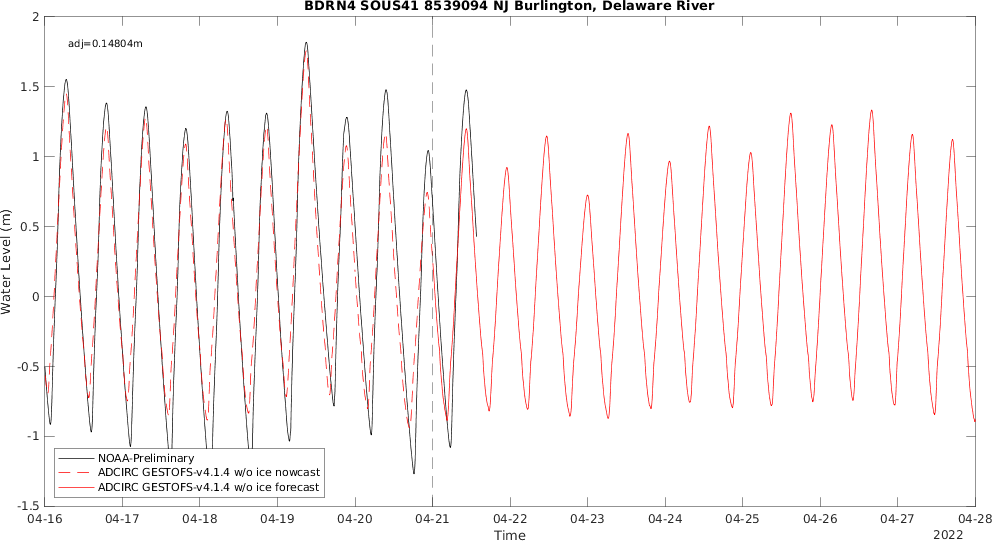 BDRN4 SOUS41 8539094 NJ Burlington, Delaware River
adj=0.14804m
2
1.5
1
0.5
0
-0.5
-1
-1.5
Water Level (m)
NOAA-Preliminary
ADCIRC GESTOFS-v4.1.4 w/o ice nowcast
ADCIRC GESTOFS-v4.1.4 w/o ice forecast
04-16 04-17 04-18 04-19 04-20 04-21 04-22 04-23 04-24 04-25 04-26 04-27 04-28
Time
2022